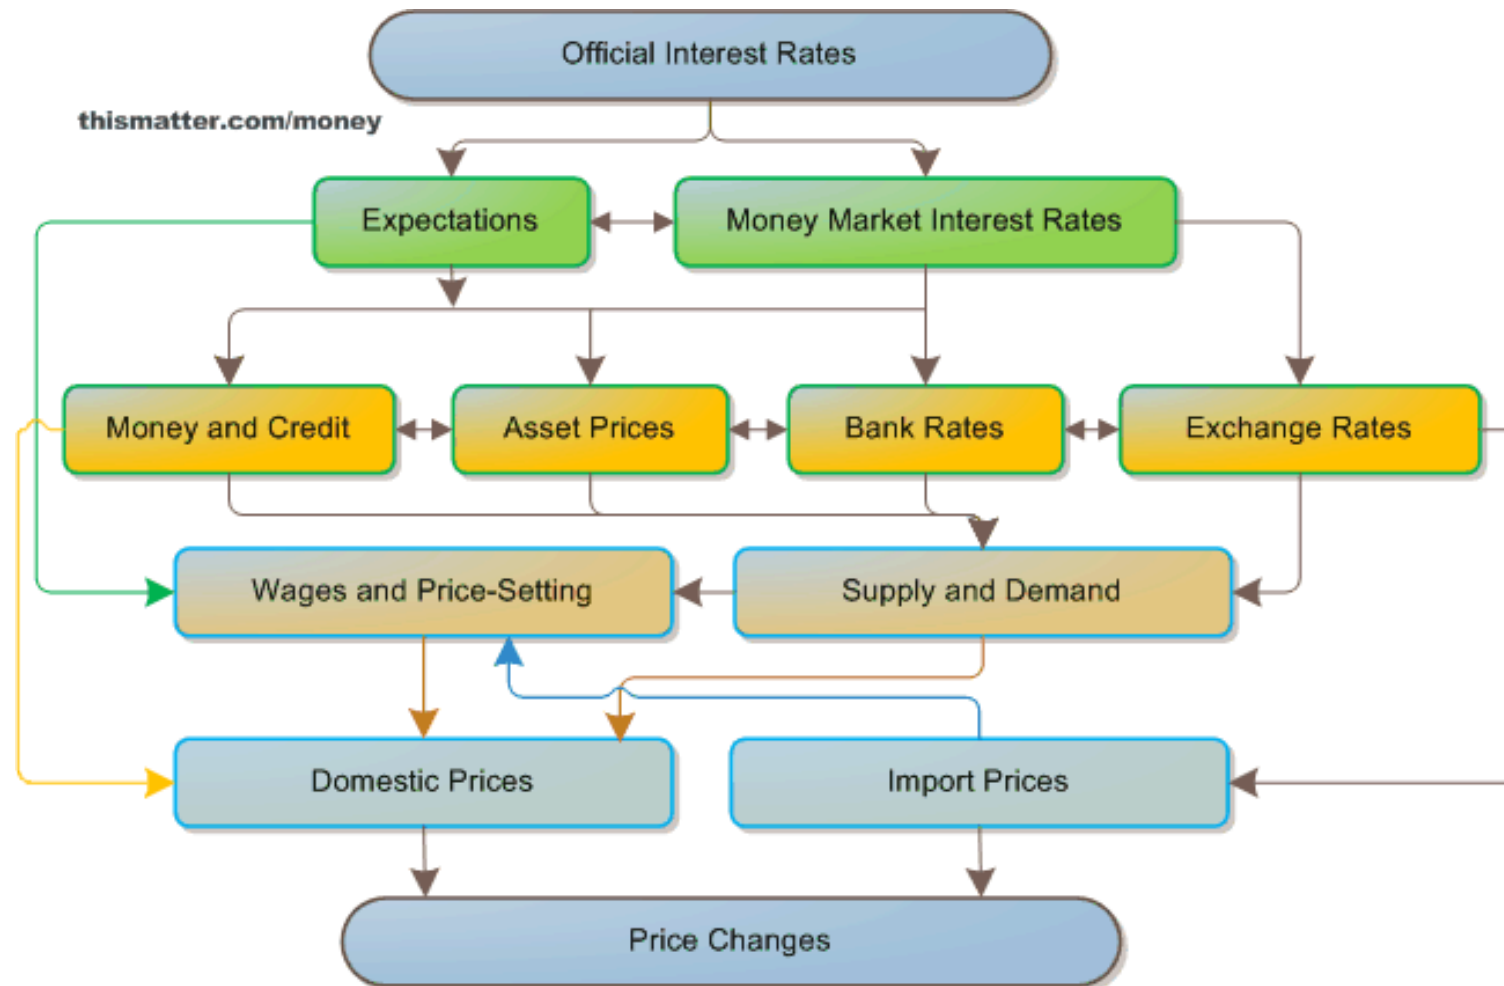 Official Interest Rates
thismatter.com/money
Expectations
Money Market Interest Rates
Money and Credit
Asset Prices
Bank Rates
Exchange Rates
Wages and Price-Setting
Supply and Demand
Domestic Prices
Import Prices
Price Changes